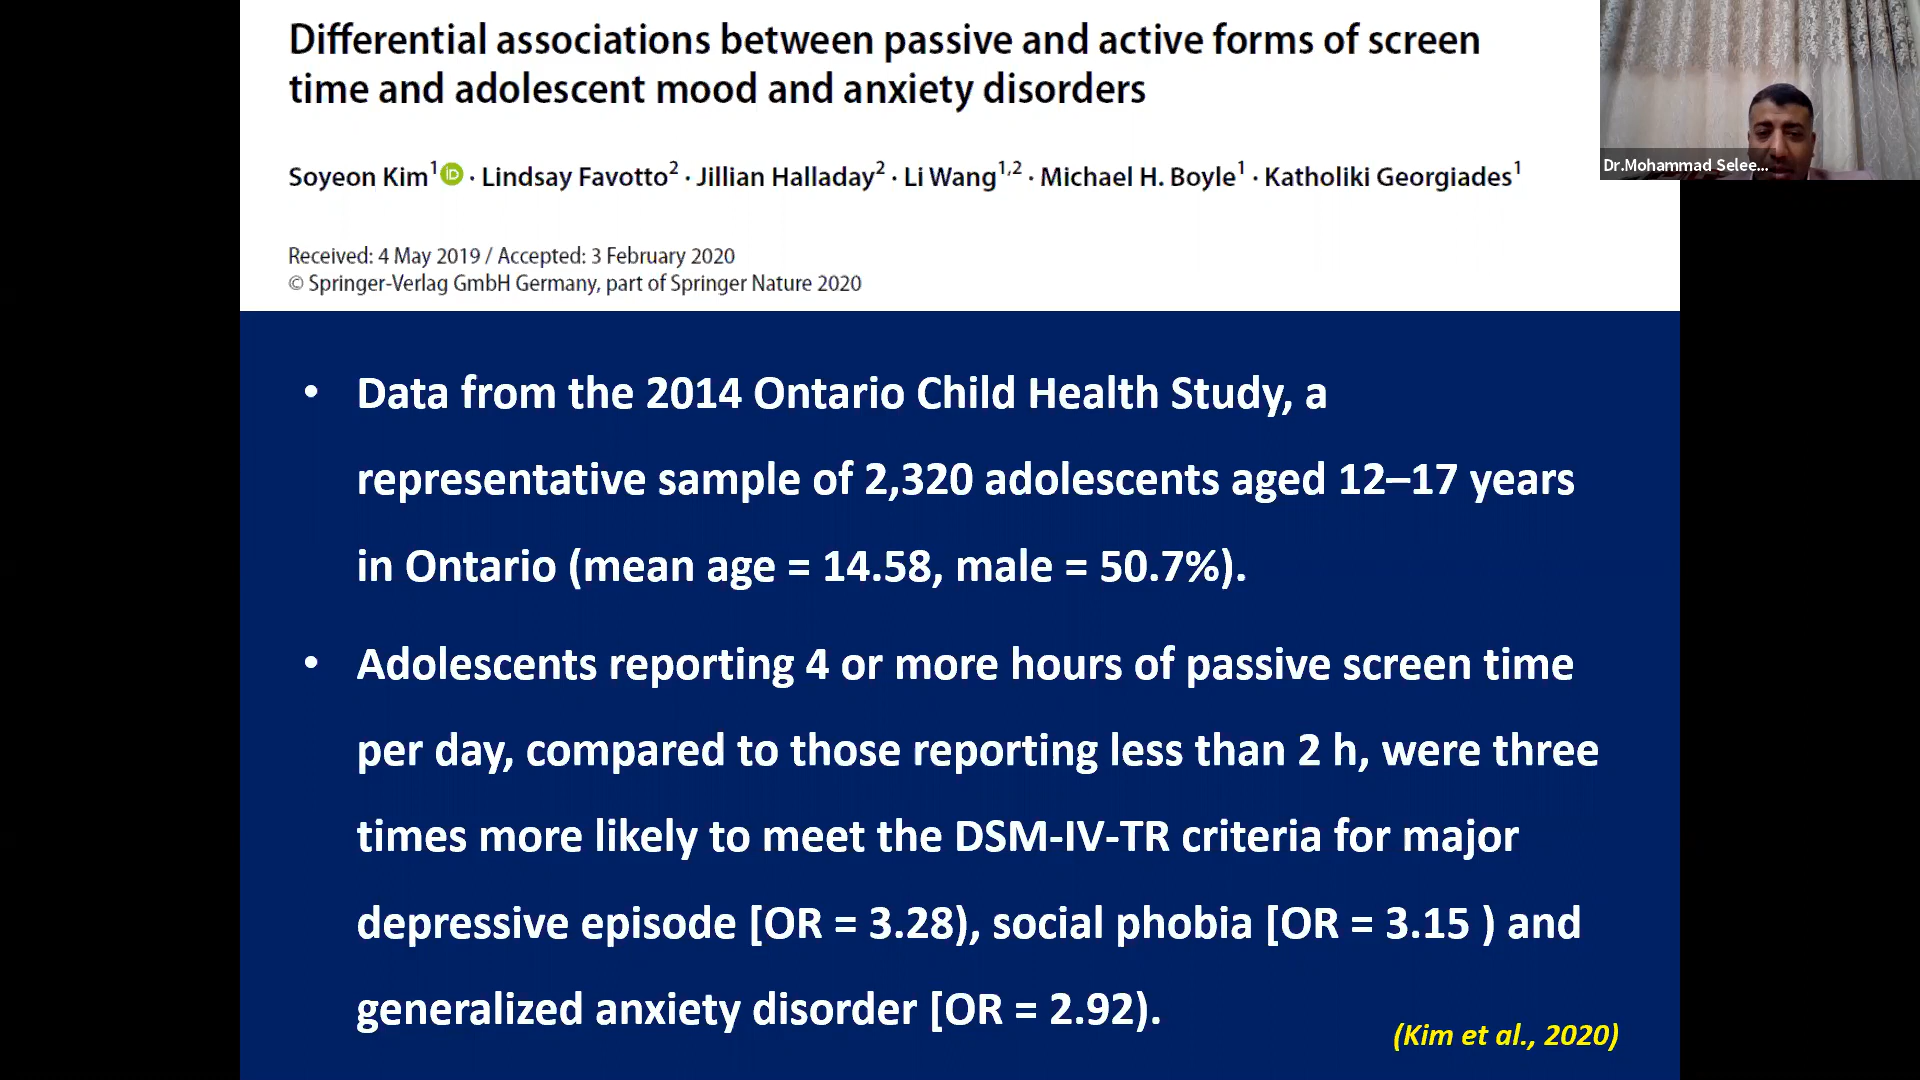 Differential associations between passive and active forms of screen
time and adolescent mood and anxiety disorders
Soyeon Kim1 iD · Lindsay Favotto2 · Jillian Halladay2 · Li Wang1,2 · Michael H. Boyle1 · Katholiki Georgiades1
Received: 4 May 2019 / Accepted: 3 February 2020
© Springer-Verlag GmbH Germany, part of Springer Nature 2020
Dr.Mohammad Selee...
• Data from the 2014 Ontario Child Health Study, a
representative sample of 2,320 adolescents aged 12–17 years
in Ontario (mean age = 14.58, male = 50.7%).
• Adolescents reporting 4 or more hours of passive screen time
per day, compared to those reporting less than 2 h, were three
times more likely to meet the DSM-IV-TR criteria for major
depressive episode [OR = 3.28), social phobia [OR = 3.15 ) and
generalized anxiety disorder [OR = 2.92).
(Kim et al., 2020)